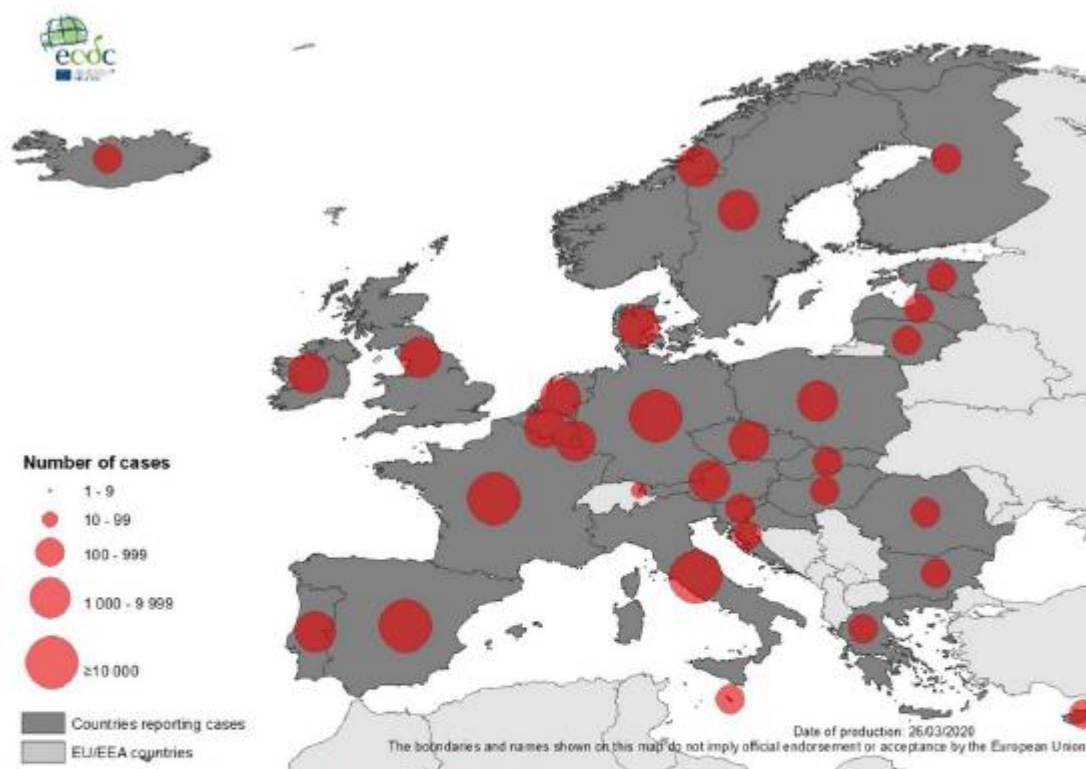 ecdc
Number of cases
1 - 9
10 - 99
100 - 999
1 000 - 9 999
≥10 000
Countries reporting cases
EU/EEA countries
Date of production: 26/03/2020
The boundaries and names shown on this map do not imply official endorsement or acceptance by the European Union